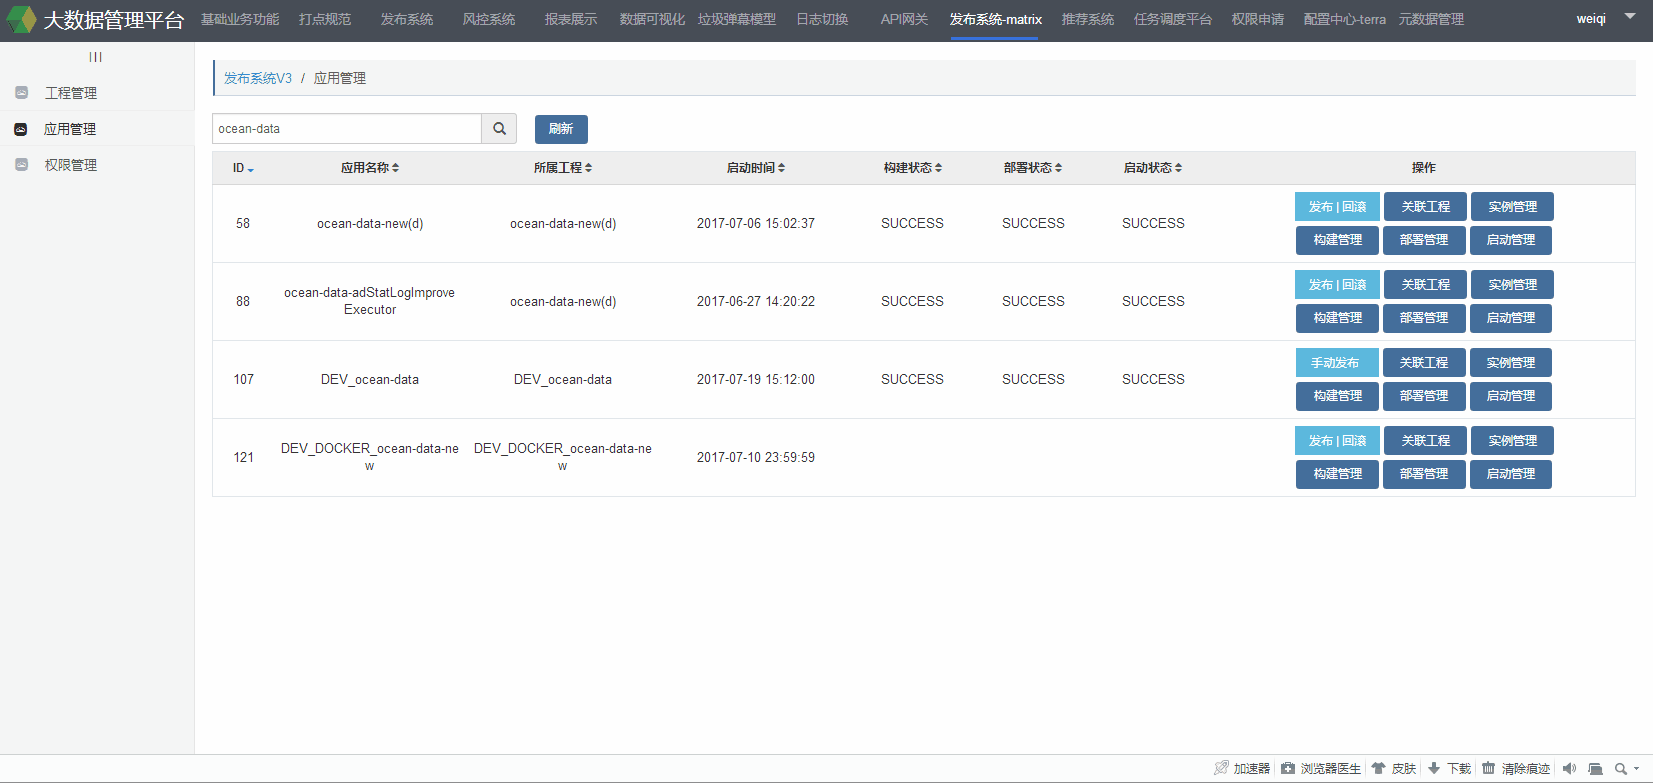 大数据管理平台 基础业务功能 打点规范 发布系统 风控系统 报表展示 数据可视化 垃圾弹幕模型 日志切换 API网关 发布系统-matrix 推荐系统 任务调度平台 权限申请 配置中心-terra 元数据管理 weiqi
工程管理
应用管理
权限管理
发布系统V3 / 应用管理
ocean-data 刷新
ID 应用名称 所属工程 启动时间 构建状态 部署状态 启动状态 操作
58 ocean-data-new(d) ocean-data-new(d) 2017-07-06 15:02:37 SUCCESS SUCCESS SUCCESS 发布 | 回滚 关联工程 实例管理
构建管理 部署管理 启动管理
88 ocean-data-adStatLogImprove
Executor ocean-data-new(d) 2017-06-27 14:20:22 SUCCESS SUCCESS SUCCESS 发布 | 回滚 关联工程 实例管理
构建管理 部署管理 启动管理
107 DEV_ocean-data DEV_ocean-data 2017-07-19 15:12:00 SUCCESS SUCCESS SUCCESS 手动发布 关联工程 实例管理
构建管理 部署管理 启动管理
121 DEV_DOCKER_ocean-data-ne
w DEV_DOCKER_ocean-data-ne
w 2017-07-10 23:59:59 发布 | 回滚 关联工程 实例管理
构建管理 部署管理 启动管理
加速器 浏览器医生 皮肤 下载 清除痕迹